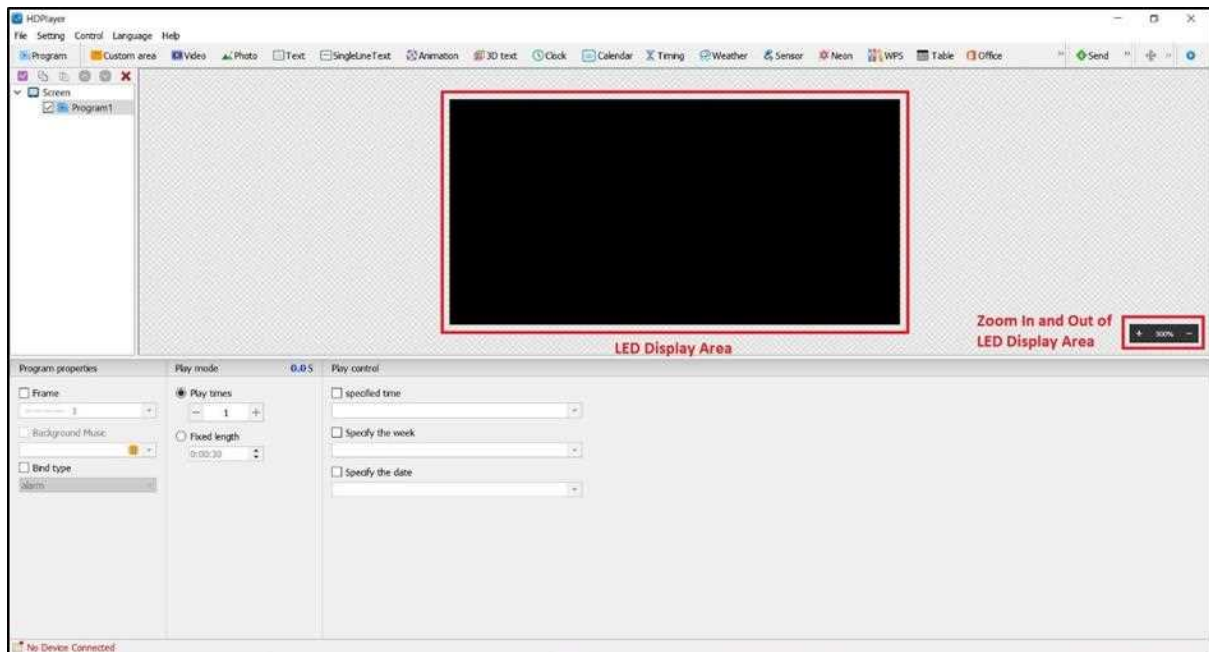 HDPlayer
File Setting Control Language Help
Program Custom area Video Photo Text SingleLineText Animation 3D text Clock Calendar Timing Weather Sensor Neon WPS Table Office » Send » »
Screen
Program1
LED Display Area
Zoom In and Out of
LED Display Area
+ 300% −
Program properties Play mode 0.0 S Play control
Frame Play times specified time
1 − 1 +
Background Music Fixed length Specify the week
0:00:30
Bind type Specify the date
alarm
No Device Connected